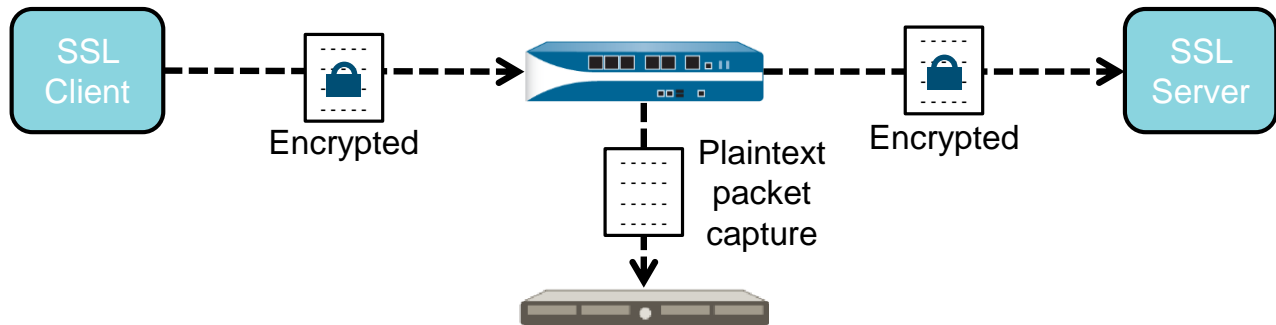 SSL
Client
Encrypted
Plaintext
packet
capture
Encrypted
SSL
Server